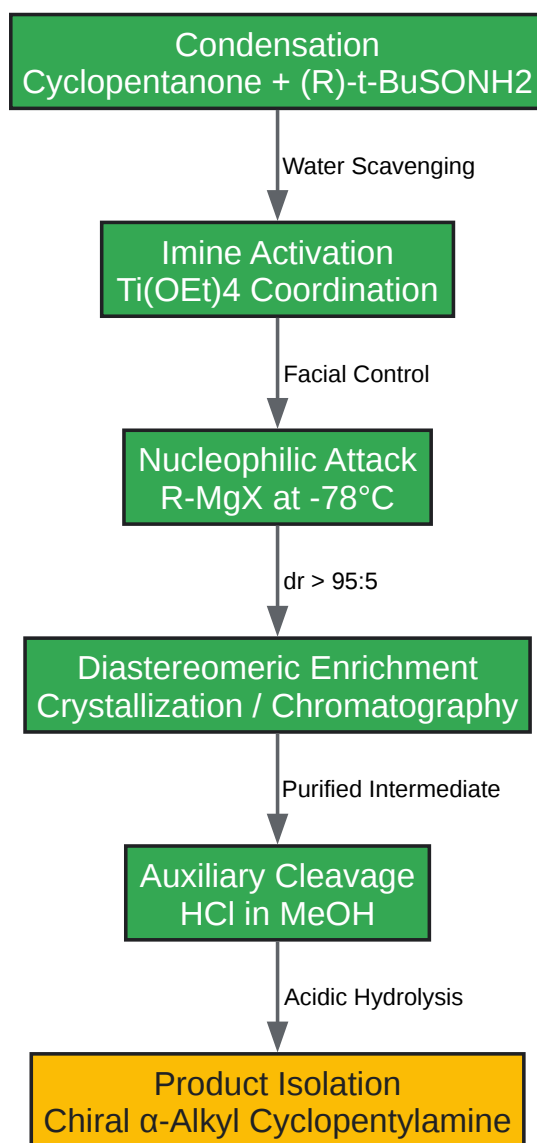 Condensation
Cyclopentanone + (R)-t-BuSONH2
Water Scavenging
Imine Activation
Ti(OEt)4 Coordination
Facial Control
Nucleophilic Attack
R-MgX at -78°C
dr > 95:5
Diastereomeric Enrichment
Crystallization / Chromatography
Purified Intermediate
Auxiliary Cleavage
HCl in MeOH
Acidic Hydrolysis
Product Isolation
Chiral α-Alkyl Cyclopentylamine